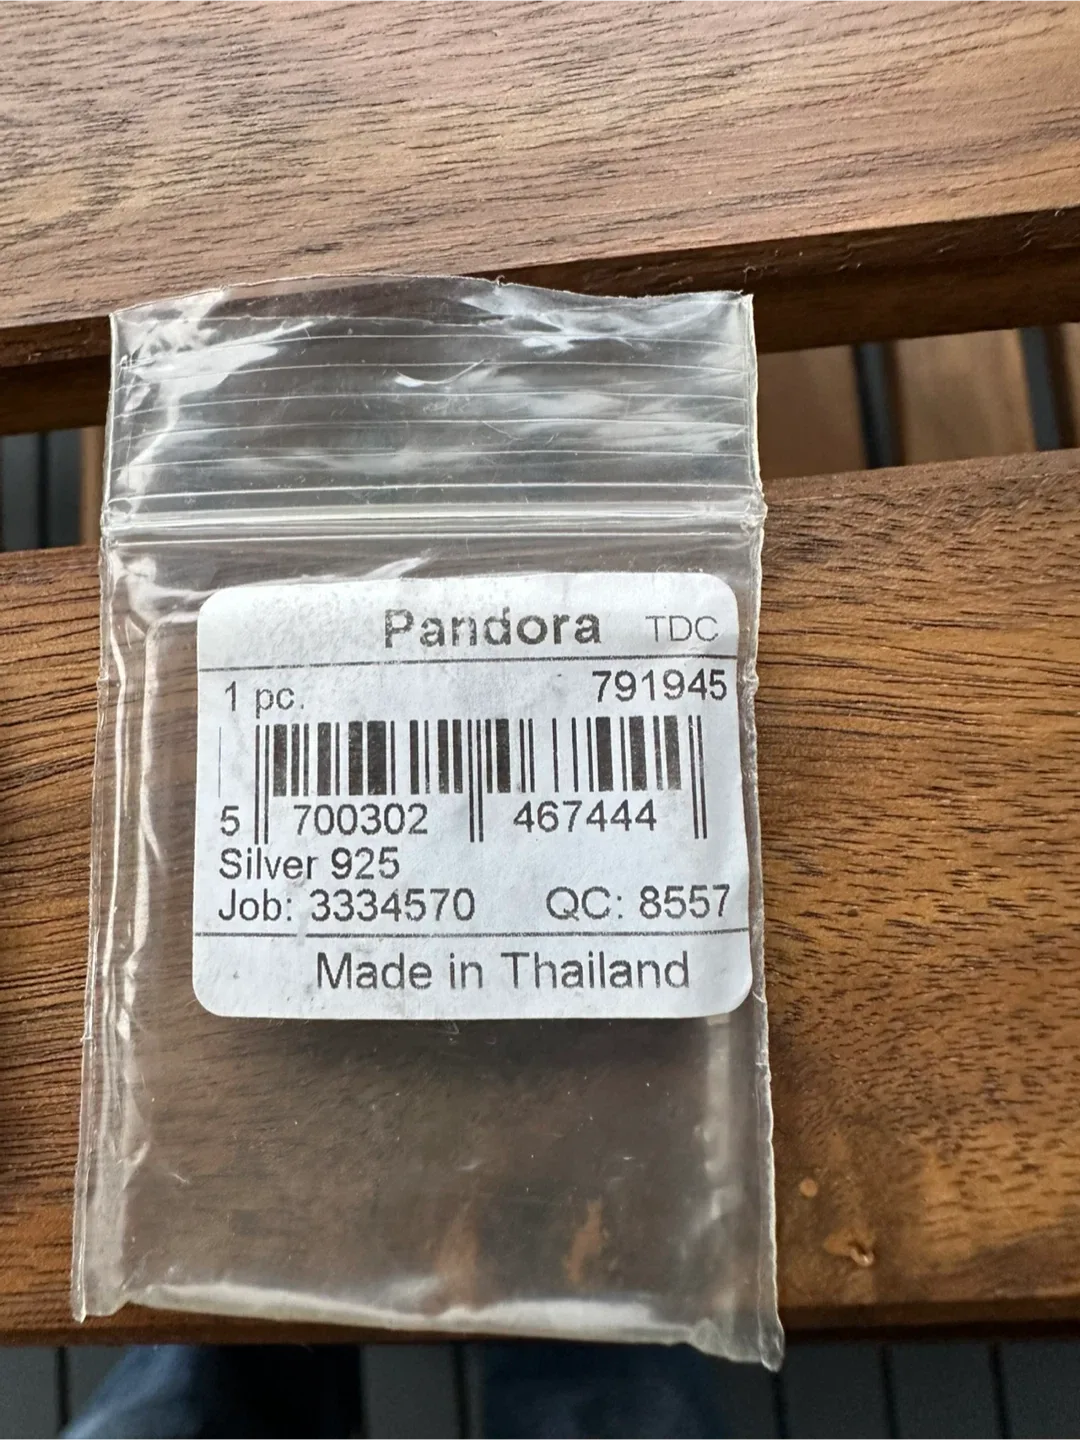 Pandora TDC
1 pc. 791945
5 700302 467444
Silver 925
Job: 3334570 QC: 8557
Made in Thailand